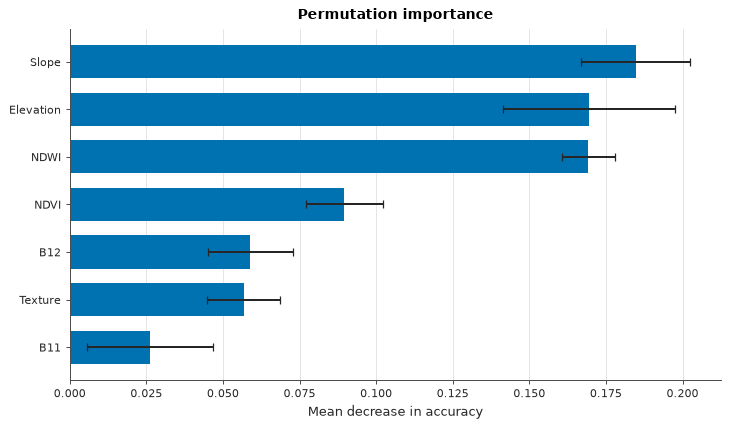 Permutation importance
Slope
Elevation
NDWI
NDVI
B12
Texture
B11
0.000 0.025 0.050 0.075 0.100 0.125 0.150 0.175 0.200
Mean decrease in accuracy